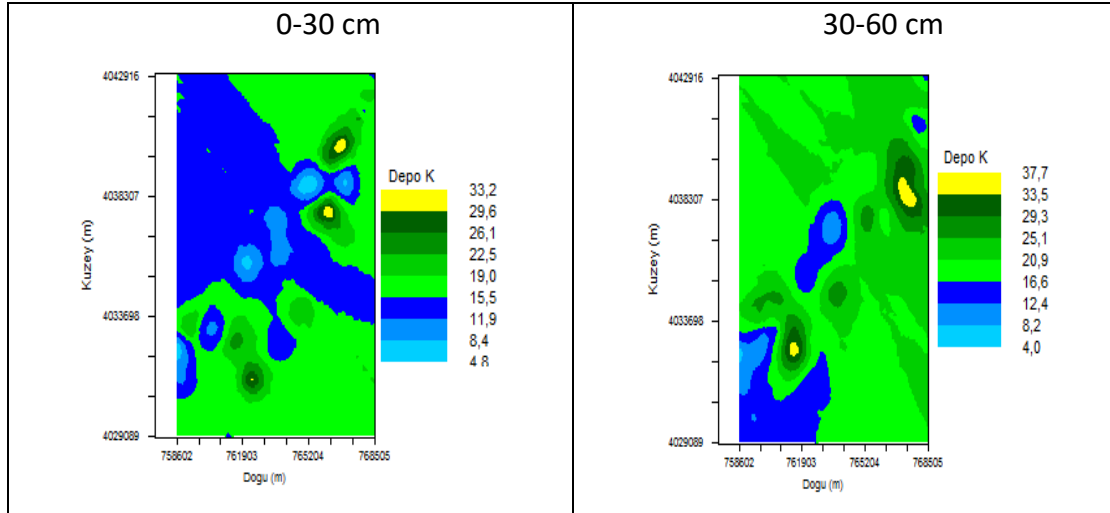 0-30 cm
4042916
4038307
4033698
4029089
Kuzey (m)
758602 761903 765204 768505
Dogu (m)
Depo K
33,2
29,6
26,1
22,5
19,0
15,5
11,9
8,4
4,8
30-60 cm
4042916
4038307
4033698
4029089
Kuzey (m)
758602 761903 765204 768505
Dogu (m)
Depo K
37,7
33,5
29,3
25,1
20,9
16,6
12,4
8,2
4,0